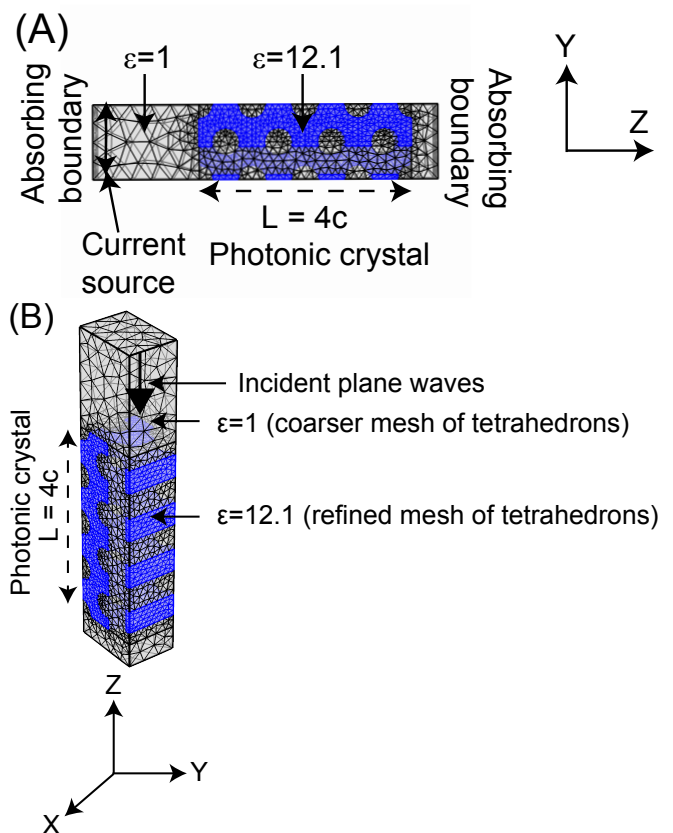 (A)
ε=1
ε=12.1
Absorbing
boundary
Absorbing
boundary
Y
Z
L = 4c
Photonic crystal
Current
source
(B)
Incident plane waves
ε=1 (coarser mesh of tetrahedrons)
Photonic crystal
L = 4c
ε=12.1 (refined mesh of tetrahedrons)
Z
Y
X